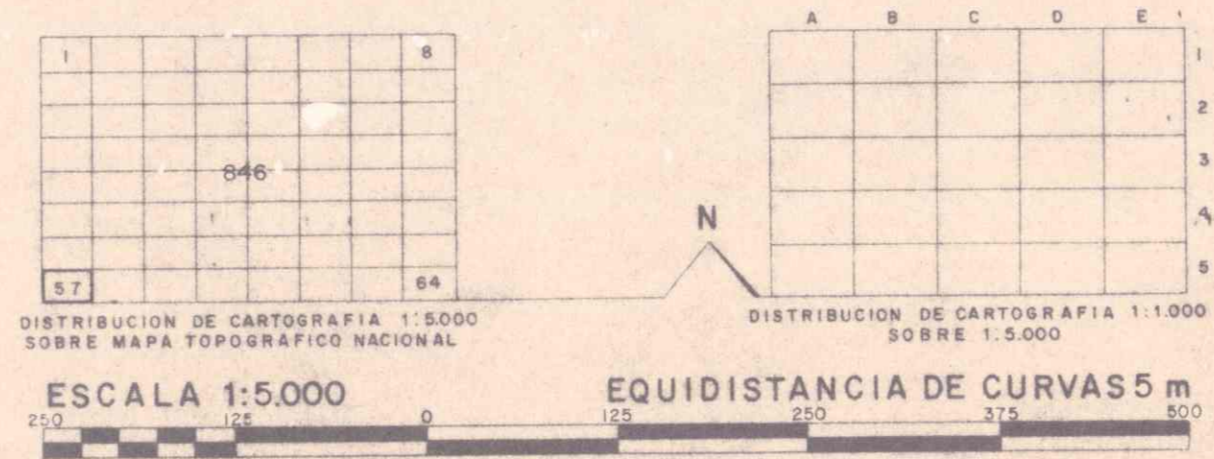 1 8
846
57 64
DISTRIBUCION DE CARTOGRAFIA 1:5.000
SOBRE MAPA TOPOGRAFICO NACIONAL
N
A B C D E
1
2
3
4
5
DISTRIBUCION DE CARTOGRAFIA 1:1.000
SOBRE 1:5.000
ESCALA 1:5.000
EQUIDISTANCIA DE CURVAS 5 m
250 125 0 125 250 375 500